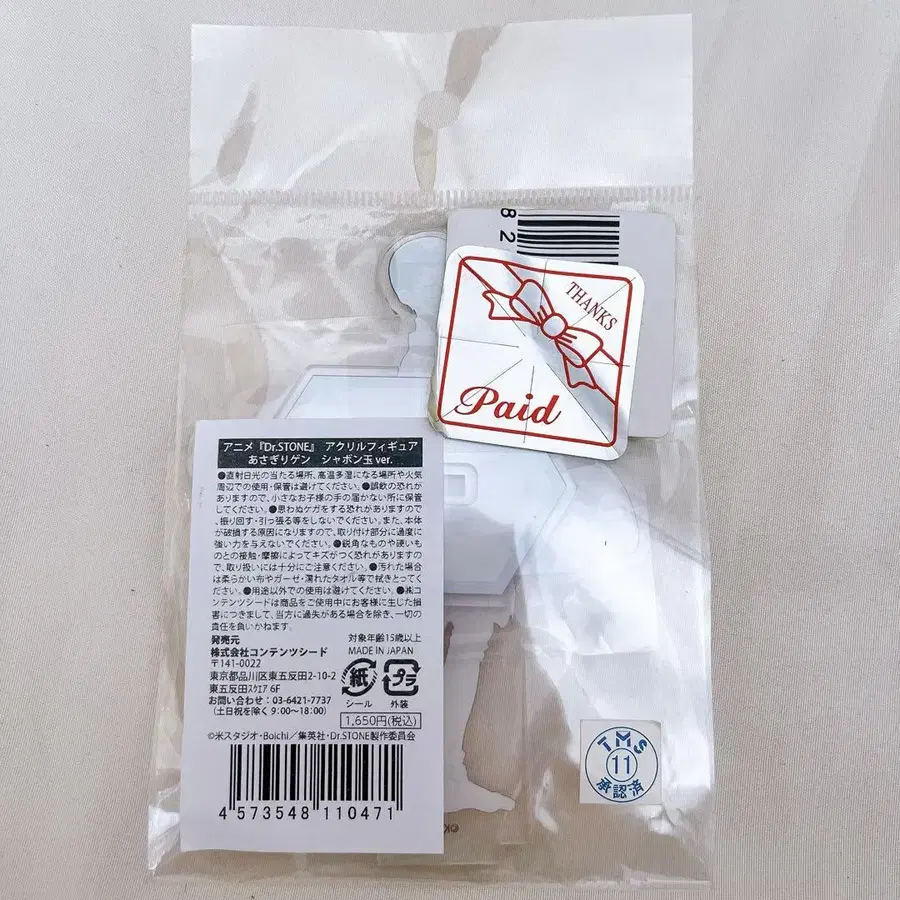 82
THANKS
Paid
アニメ『Dr.STONE』 アクリルフィギュア
あさぎりゲン シャボン玉 ver.
●直射日光の当たる場所、高温多湿になる場所や火気
周辺での使用・保管は避けてください。●誤飲の恐れが
ありますので、小さなお子様の手の届かない所に保管
してください。●思わぬケガをする恐れがありますので、
振り回す・引っ張る等をしないでください。また、本体
が破損する原因になりますので、取り付け部分に過度に
強い力を与えないでください。●鋭角なものや硬いも
のとの接触・摩擦によってキズがつく恐れがありますの
で、取り扱いには十分にご注意ください。●汚れた場合
は柔らかい布やガーゼ・濡れたタオル等で拭きとってく
ださい。●用途以外での使用は避けてください。●㈱コ
ンテンツシードは商品をご使用中にお客様に生じた損
害につきまして、当方に過失がある場合を除き、一切の
責任を負いかねます。
発売元
株式会社コンテンツシード
〒141-0022
東京都品川区東五反田2-10-2
東五反田ｽｸｴｱ 6F
お問い合わせ：03-6421-7737
(土日祝を除く 9:00〜18:00)
対象年齢15歳以上
MADE IN JAPAN
紙
シール
プラ
外装
1,650円(税込)
©米スタジオ・Boichi／集英社・Dr.STONE製作委員会
4 573548 110471
TMS
11
承認済
©K